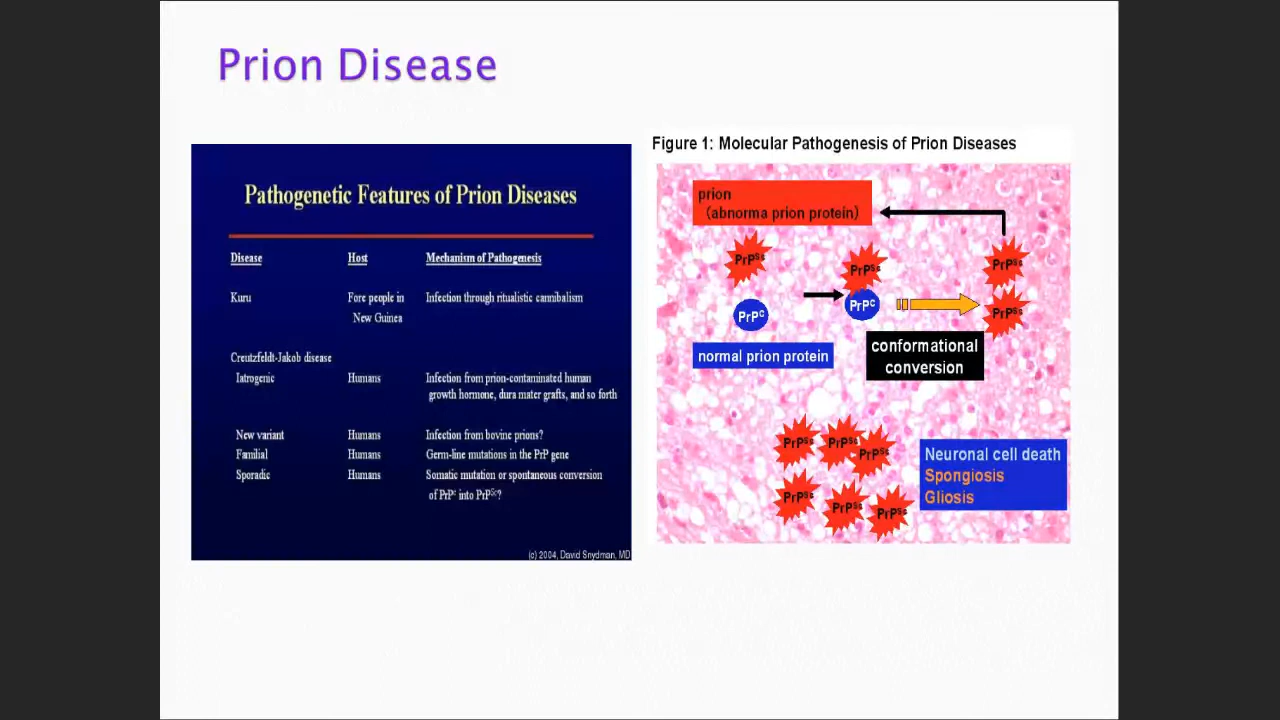 Prion Disease
Pathogenetic Features of Prion Diseases
Disease Host Mechanism of Pathogenesis
Kuru Fore people in Infection through ritualistic cannibalism
New Guinea
Creutzfeldt-Jakob disease
Iatrogenic Humans Infection from prion-contaminated human
growth hormone, dura mater grafts, and so forth
New variant Humans Infection from bovine prions?
Familial Humans Germ-line mutations in the PrP gene
Sporadic Humans Somatic mutation or spontaneous conversion
of PrPᶜ into PrPˢᶜ?
(c) 2004, David Snydman, MD
Figure 1: Molecular Pathogenesis of Prion Diseases
prion
(abnorma prion protein)
PrPˢᶜ
PrPˢᶜ
PrPˢᶜ
PrPᶜ
PrPᶜ
PrPˢᶜ
normal prion protein
conformational
conversion
PrPˢᶜ
PrPˢᶜ
PrPˢᶜ
PrPˢᶜ
PrPˢᶜ
PrPˢᶜ
Neuronal cell death
Spongiosis
Gliosis